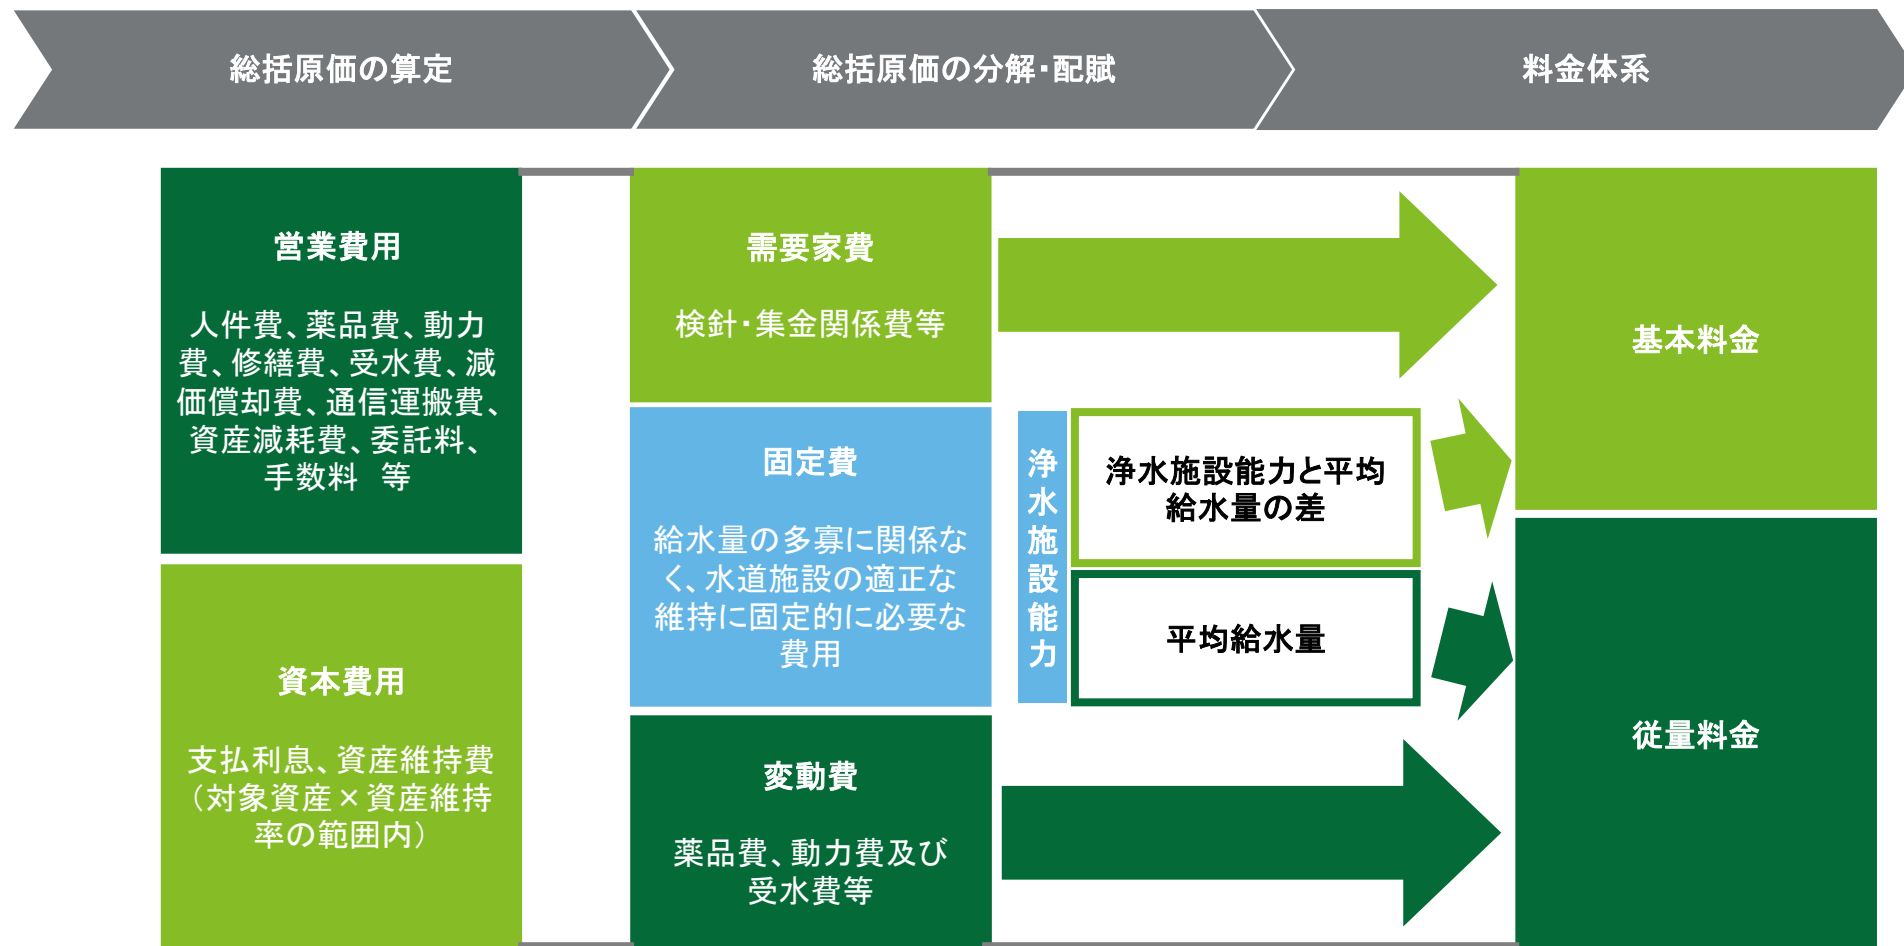 総括原価の算定
総括原価の分解・配賦
料金体系
営業費用
人件費、薬品費、動力
費、修繕費、受水費、減
価償却費、通信運搬費、
資産減耗費、委託料、
手数料　等
資本費用
支払利息、資産維持費
（対象資産×資産維持
率の範囲内）
需要家費
検針・集金関係費等
固定費
給水量の多寡に関係な
く、水道施設の適正な
維持に固定的に必要な
費用
変動費
薬品費、動力費及び
受水費等
浄水施設能力
浄水施設能力と平均
給水量の差
平均給水量
基本料金
従量料金